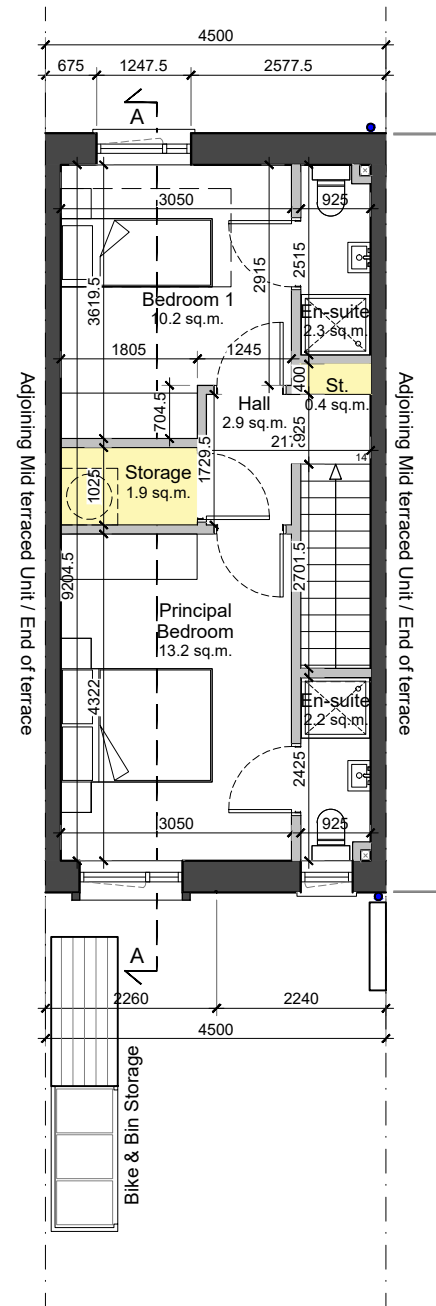 4500
675
1247.5
2577.5
A
3050
925
3619.5
2915
2515
Bedroom 1
10.2 sq.m.
En-suite
2.3 sq.m.
1805
1245
400
St.
0.4 sq.m.
704.5
Hall
2.9 sq.m.
925
1729.5
14
Storage
1.9 sq.m.
1025
9204.5
2701.5
Principal
Bedroom
13.2 sq.m.
4322
En-suite
2.2 sq.m.
2425
3050
925
Adjoining Mid terraced Unit / End of terrace
Adjoining Mid terraced Unit / End of terrace
A
2260
2240
4500
Bike & Bin Storage